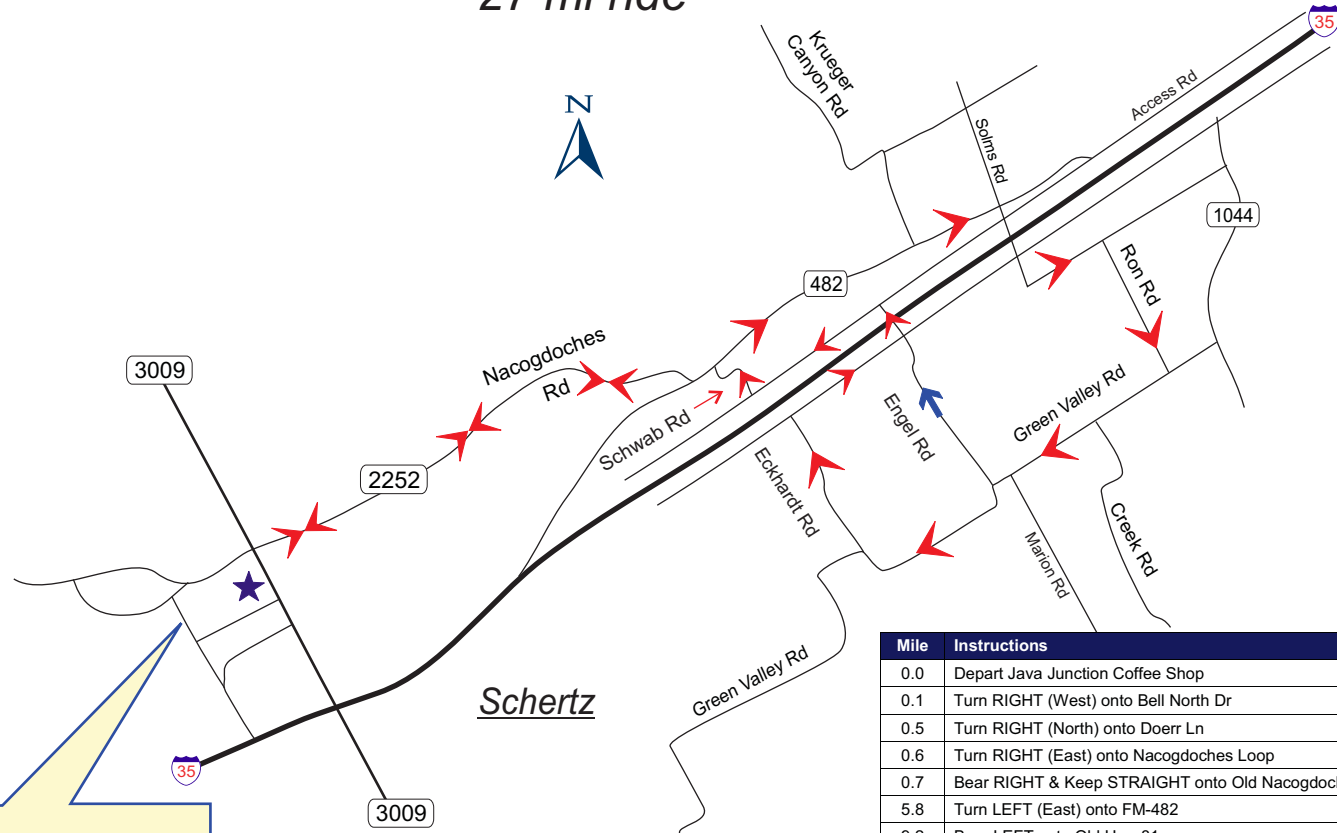 27 mi ride
35
Krueger
Canyon Rd
Access Rd
N
Solms Rd
1044
Ron Rd
482
Nacogdoches
Rd
3009
Green Valley Rd
Engel Rd
Schwab Rd
Eckhardt Rd
2252
Creek Rd
Marion Rd
Green Valley Rd
Schertz
35
3009
Mile Instructions
0.0 Depart Java Junction Coffee Shop
0.1 Turn RIGHT (West) onto Bell North Dr
0.5 Turn RIGHT (North) onto Doerr Ln
0.6 Turn RIGHT (East) onto Nacogdoches Loop
0.7 Bear RIGHT & Keep STRAIGHT onto Old
5.8 Turn LEFT (East) onto FM-482